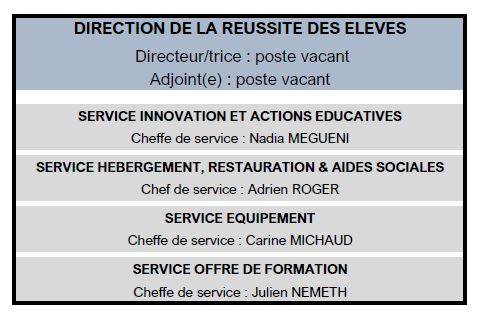 DIRECTION DE LA REUSSITE DES ELEVES
Directeur/trice : poste vacant
Adjoint(e) : poste vacant
SERVICE INNOVATION ET ACTIONS EDUCATIVES
Cheffe de service : Nadia MEGUENI
SERVICE HEBERGEMENT, RESTAURATION & AIDES SOCIALES
Chef de service : Adrien ROGER
SERVICE EQUIPEMENT
Cheffe de service : Carine MICHAUD
SERVICE OFFRE DE FORMATION
Cheffe de service : Julien NEMETH